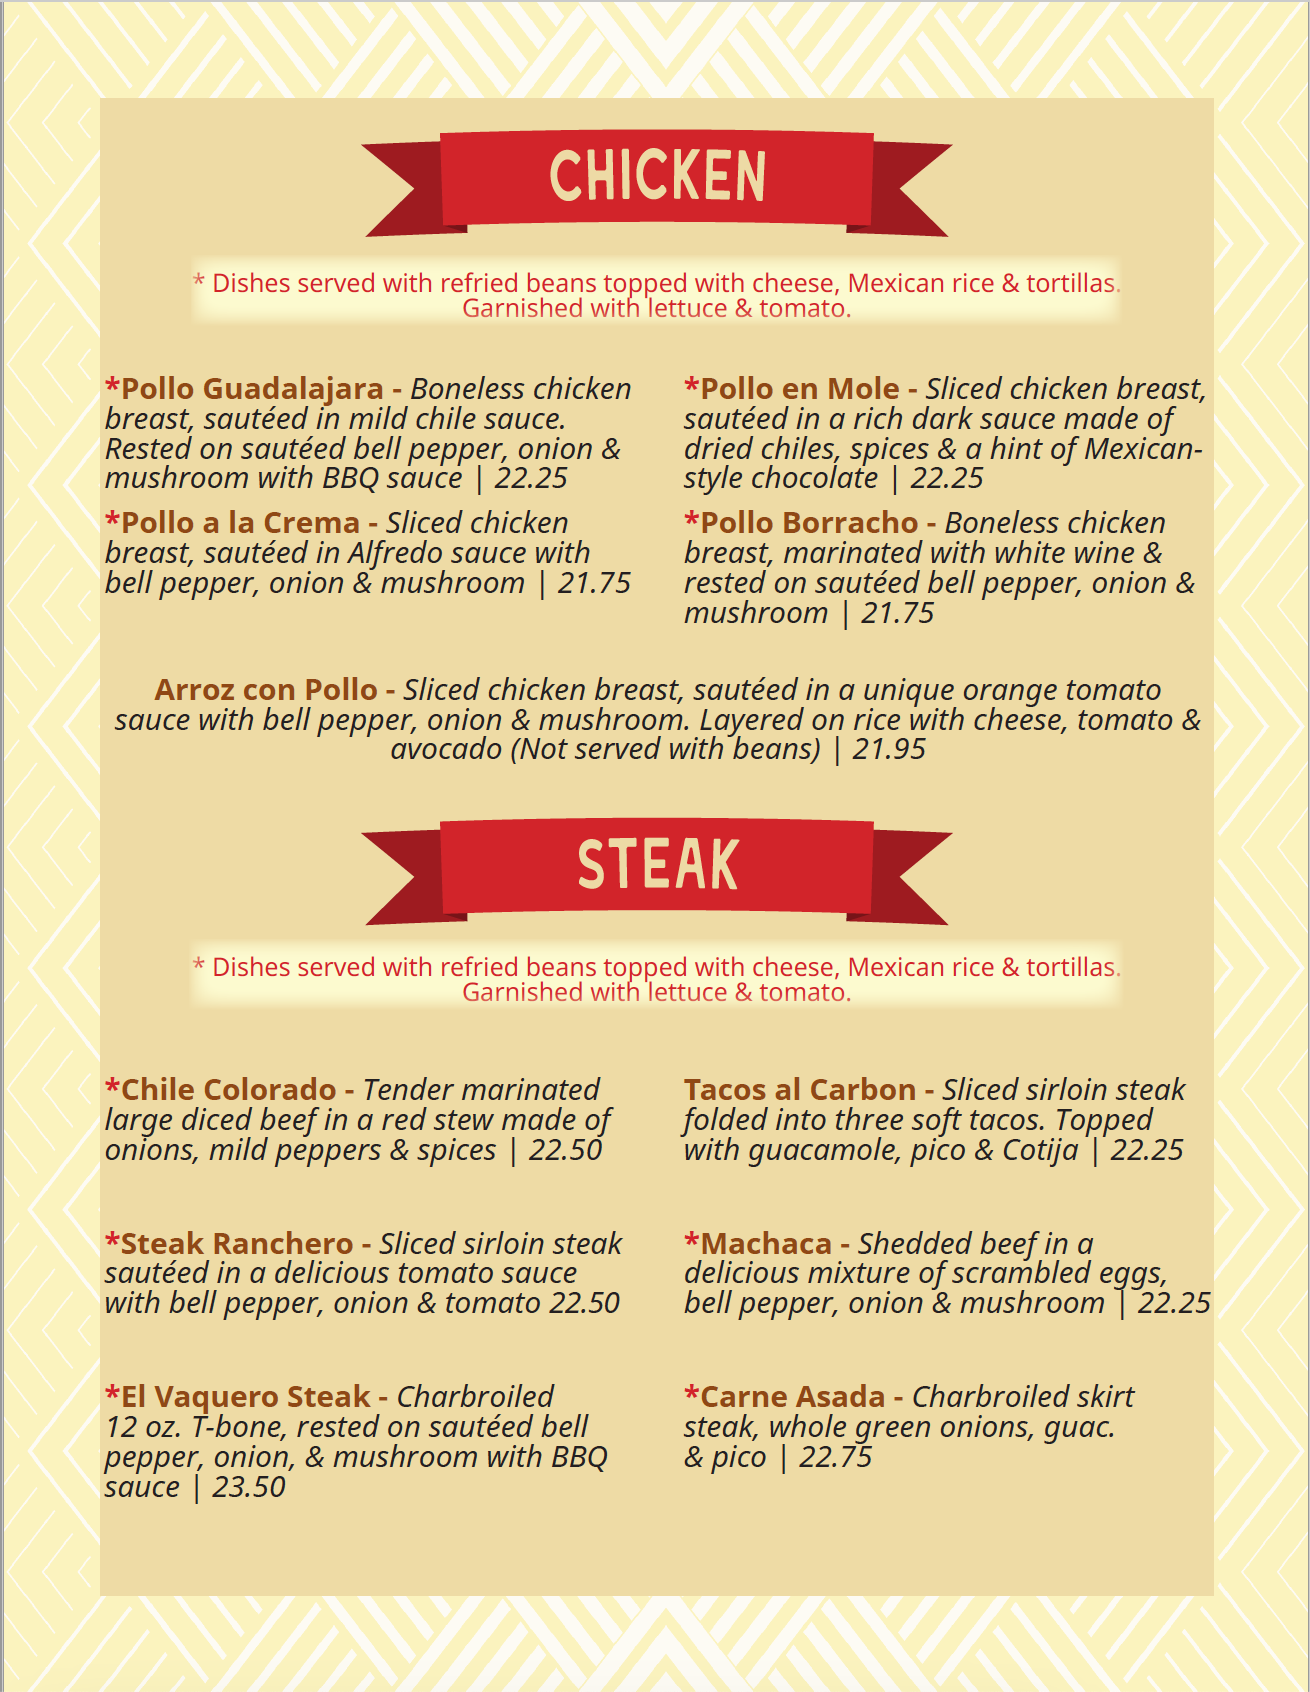 CHICKEN
* Dishes served with refried beans topped with cheese, Mexican rice & tortillas.
Garnished with lettuce & tomato.
*Pollo Guadalajara - Boneless chicken
breast, sautéed in mild chile sauce.
Rested on sautéed bell pepper, onion &
mushroom with BBQ sauce | 22.25
*Pollo a la Crema - Sliced chicken
breast, sautéed in Alfredo sauce with
bell pepper, onion & mushroom | 21.75
*Pollo en Mole - Sliced chicken breast,
sautéed in a rich dark sauce made of
dried chiles, spices & a hint of Mexican-
style chocolate | 22.25
*Pollo Borracho - Boneless chicken
breast, marinated with white wine &
rested on sautéed bell pepper, onion &
mushroom | 21.75
Arroz con Pollo - Sliced chicken breast, sautéed in a unique orange tomato
sauce with bell pepper, onion & mushroom. Layered on rice with cheese, tomato &
avocado (Not served with beans) | 21.95
STEAK
* Dishes served with refried beans topped with cheese, Mexican rice & tortillas.
Garnished with lettuce & tomato.
*Chile Colorado - Tender marinated
large diced beef in a red stew made of
onions, mild peppers & spices | 22.50
*Steak Ranchero - Sliced sirloin steak
sautéed in a delicious tomato sauce
with bell pepper, onion & tomato 22.50
*El Vaquero Steak - Charbroiled
12 oz. T-bone, rested on sautéed bell
pepper, onion, & mushroom with BBQ
sauce | 23.50
Tacos al Carbon - Sliced sirloin steak
folded into three soft tacos. Topped
with guacamole, pico & Cotija | 22.25
*Machaca - Shedded beef in a
delicious mixture of scrambled eggs,
bell pepper, onion & mushroom | 22.25
*Carne Asada - Charbroiled skirt
steak, whole green onions, guac.
& pico | 22.75